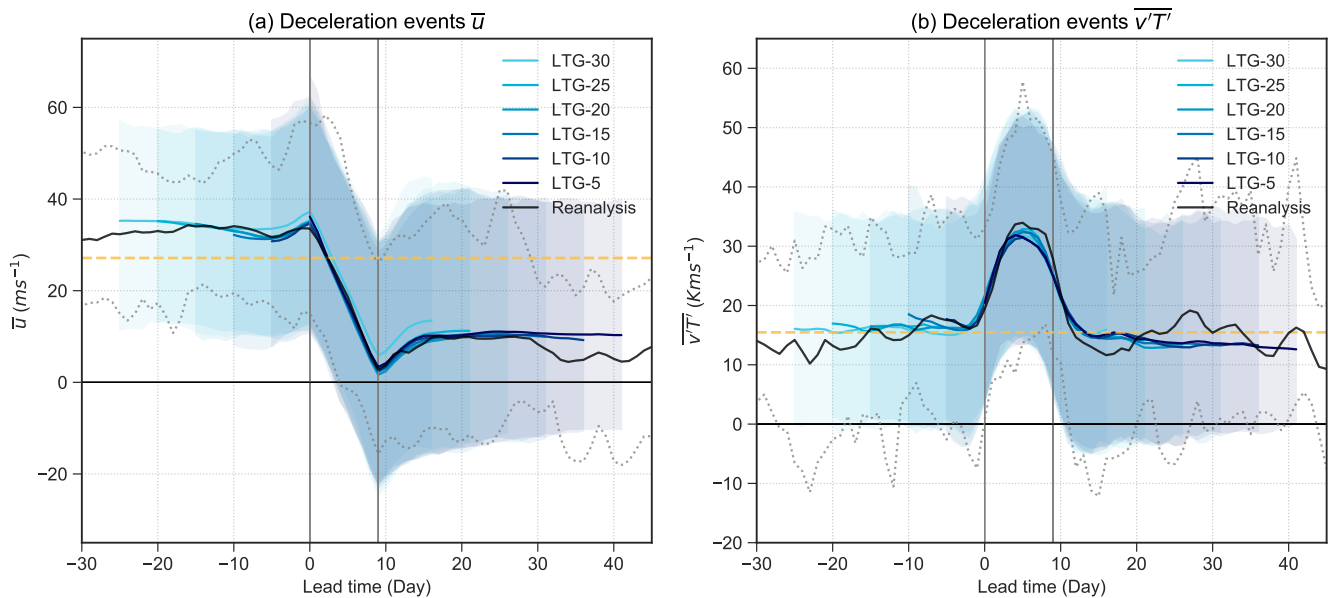 (a) Deceleration events u̅
60
40
20
0
−20
u̅ (ms⁻¹)
−30
−20
−10
0
10
20
30
40
Lead time (Day)
LTG-30
LTG-25
LTG-20
LTG-15
LTG-10
LTG-5
Reanalysis
(b) Deceleration events v̅'̅T̅'̅
60
50
40
30
20
10
0
−10
−20
v̅'̅T̅'̅ (Kms⁻¹)
−30
−20
−10
0
10
20
30
40
Lead time (Day)
LTG-30
LTG-25
LTG-20
LTG-15
LTG-10
LTG-5
Reanalysis